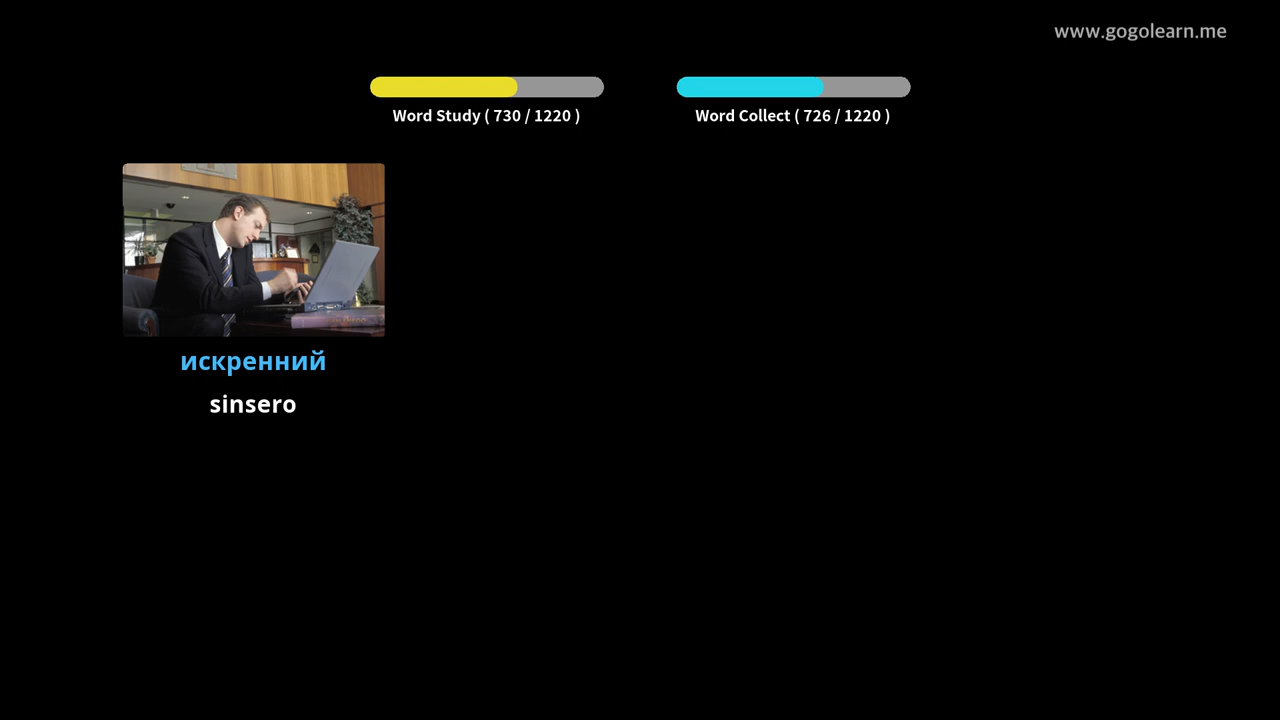 www.gogolearn.me
Word Study ( 730 / 1220 )
Word Collect ( 726 / 1220 )
искренний
sinsero